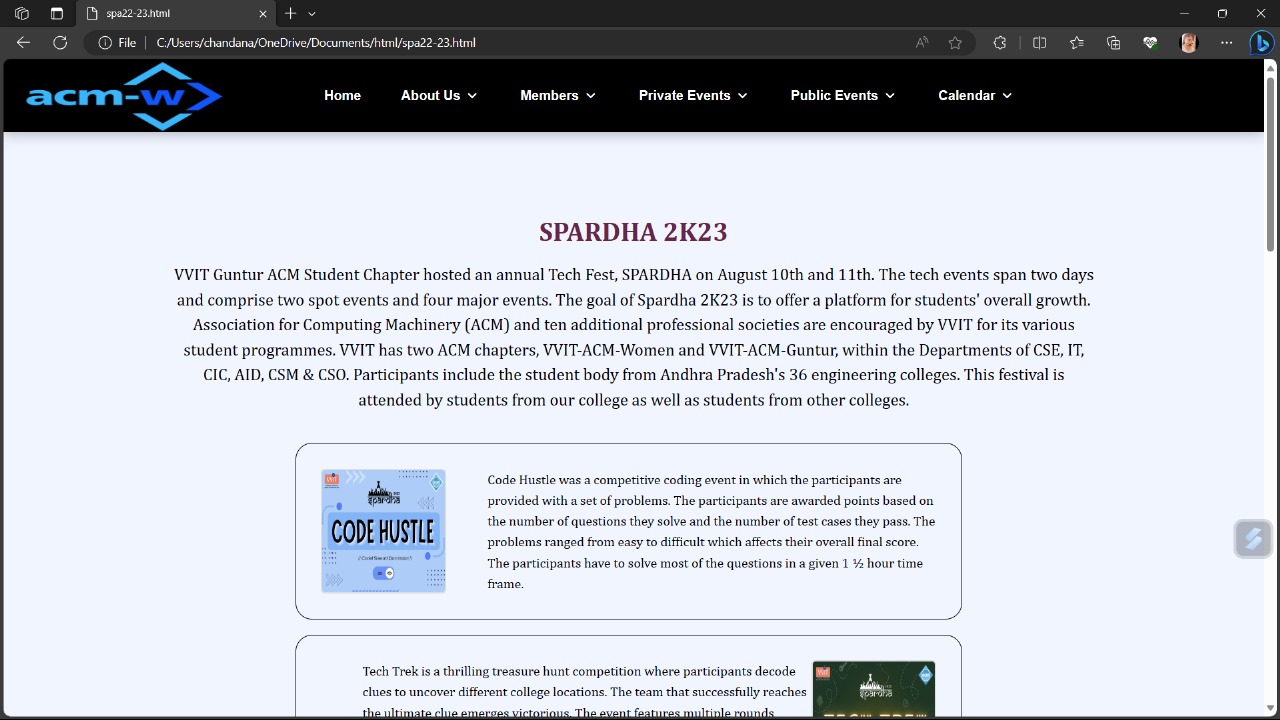 spa22-23.html
File
C:/Users/chandana/OneDrive/Documents/html/spa22-23.html
acm-w
Home
About Us
Members
Private Events
Public Events
Calendar
SPARDHA 2K23
VVIT Guntur ACM Student Chapter hosted an annual Tech Fest, SPARDHA on August 10th and 11th. The tech events span two days
and comprise two spot events and four major events. The goal of Spardha 2K23 is to offer a platform for students' overall growth.
Association for Computing Machinery (ACM) and ten additional professional societies are encouraged by VVIT for its various
student programmes. VVIT has two ACM chapters, VVIT-ACM-Women and VVIT-ACM-Guntur, within the Departments of CSE, IT,
CIC, AID, CSM & CSO. Participants include the student body from Andhra Pradesh's 36 engineering colleges. This festival is
attended by students from our college as well as students from other colleges.
spardha
CODE HUSTLE
Code Hustle was a competitive coding event in which the participants are
provided with a set of problems. The participants are awarded points based on
the number of questions they solve and the number of test cases they pass. The
problems ranged from easy to difficult which affects their overall final score.
The participants have to solve most of the questions in a given 1 ½ hour time
frame.
Tech Trek is a thrilling treasure hunt competition where participants decode
clues to uncover different college locations. The team that successfully reaches
the ultimate clue emerges victorious. The event features multiple rounds
spardha